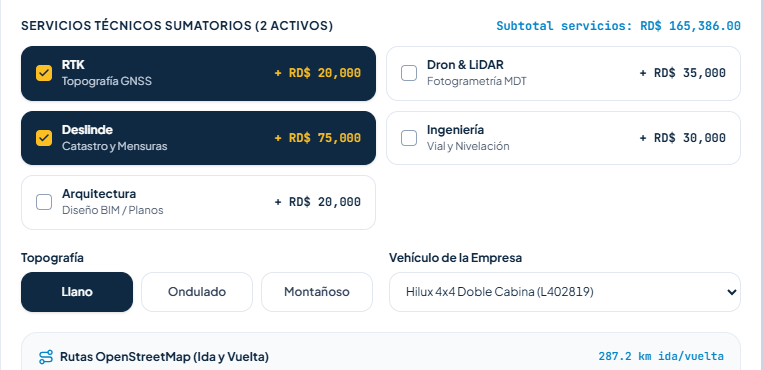 SERVICIOS TÉCNICOS SUMATORIOS (2 ACTIVOS)
Subtotal servicios: RD$ 165,386.00
RTK
Topografía GNSS
+ RD$ 20,000
Dron & LiDAR
Fotogrametría MDT
+ RD$ 35,000
Deslinde
Catastro y Mensuras
+ RD$ 75,000
Ingeniería
Vial y Nivelación
+ RD$ 30,000
Arquitectura
Diseño BIM / Planos
+ RD$ 20,000
Topografía
Llano
Ondulado
Montañoso
Vehículo de la Empresa
Hilux 4x4 Doble Cabina (L402819)
Rutas OpenStreetMap (Ida y Vuelta)
287.2 km ida/vuelta